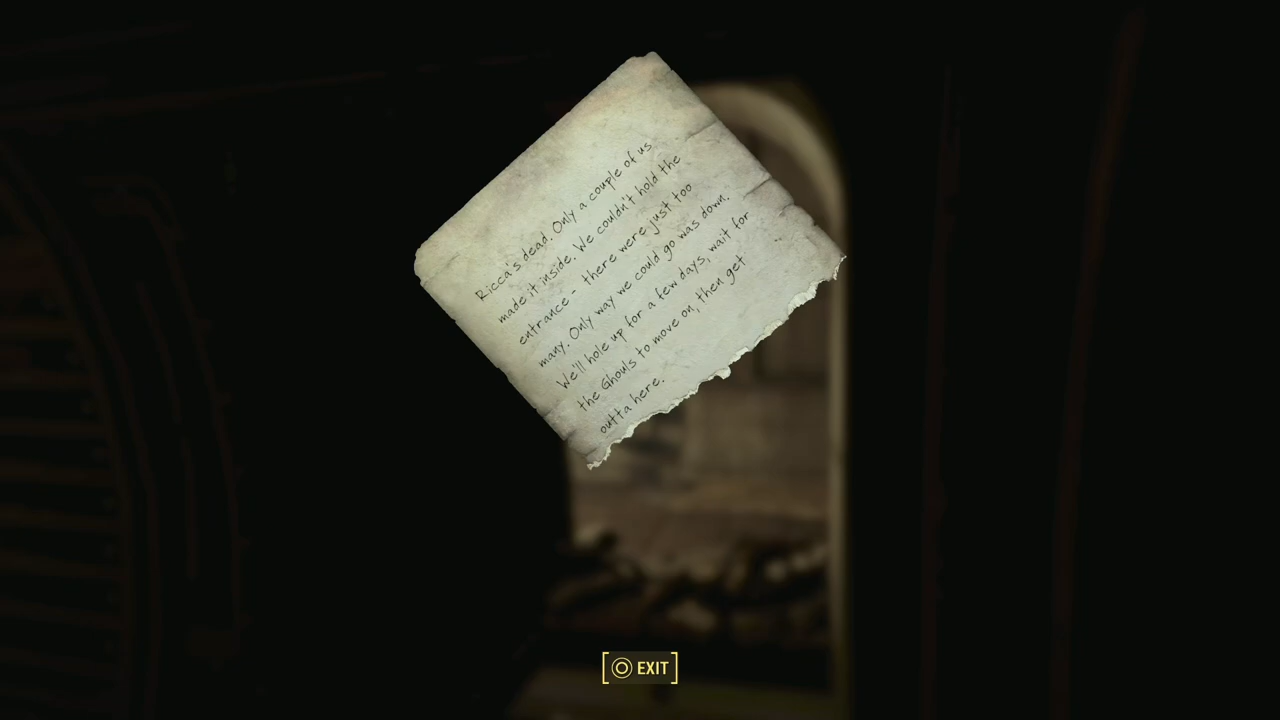 Ricca's dead. Only a couple of us
made it inside. We couldn't hold the
entrance - there were just too
many. Only way we could go was down.
We'll hole up for a few days, wait for
the Ghouls to move on, then get
outta here.
EXIT